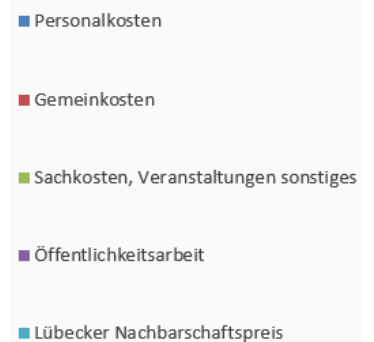 Personalkosten
Gemeinkosten
Sachkosten, Veranstaltungen sonstiges
Öffentlichkeitsarbeit
Lübecker Nachbarschaftspreis